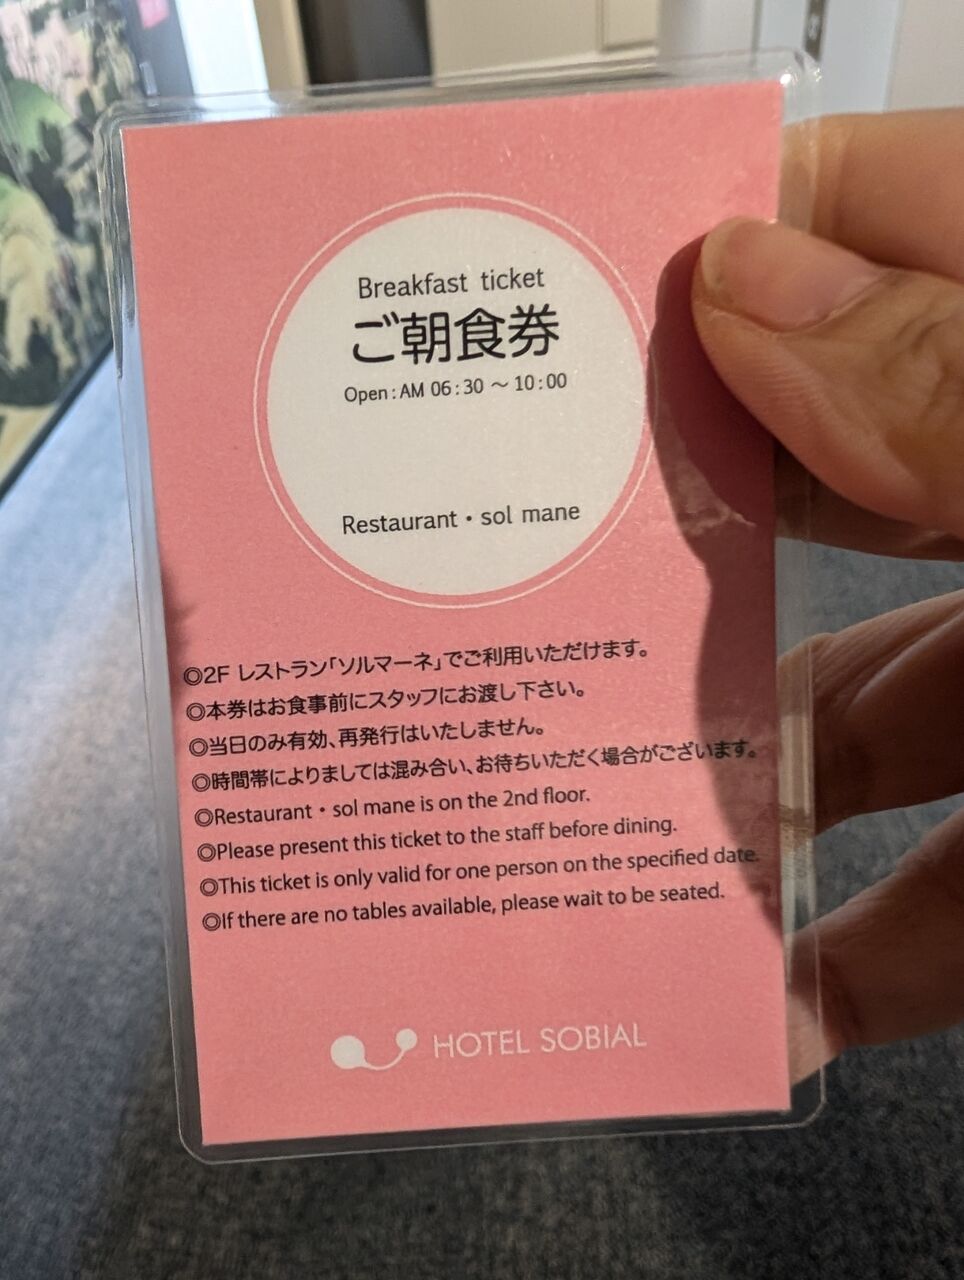 Breakfast ticket
ご朝食券
Open : AM 06 : 30 〜 10 : 00
Restaurant・sol mane
◎2F レストラン「ソルマーネ」でご利用いただけます。
◎本券はお食事前にスタッフにお渡し下さい。
◎当日のみ有効、再発行はいたしません。
◎時間帯によりましては混み合い、お待ちいただく場合がございます。
◎Restaurant・sol mane is on the 2nd floor.
◎Please present this ticket to the staff before dining.
◎This ticket is only valid for one person on the specified date.
◎If there are no tables available, please wait to be seated.
HOTEL SOBIAL